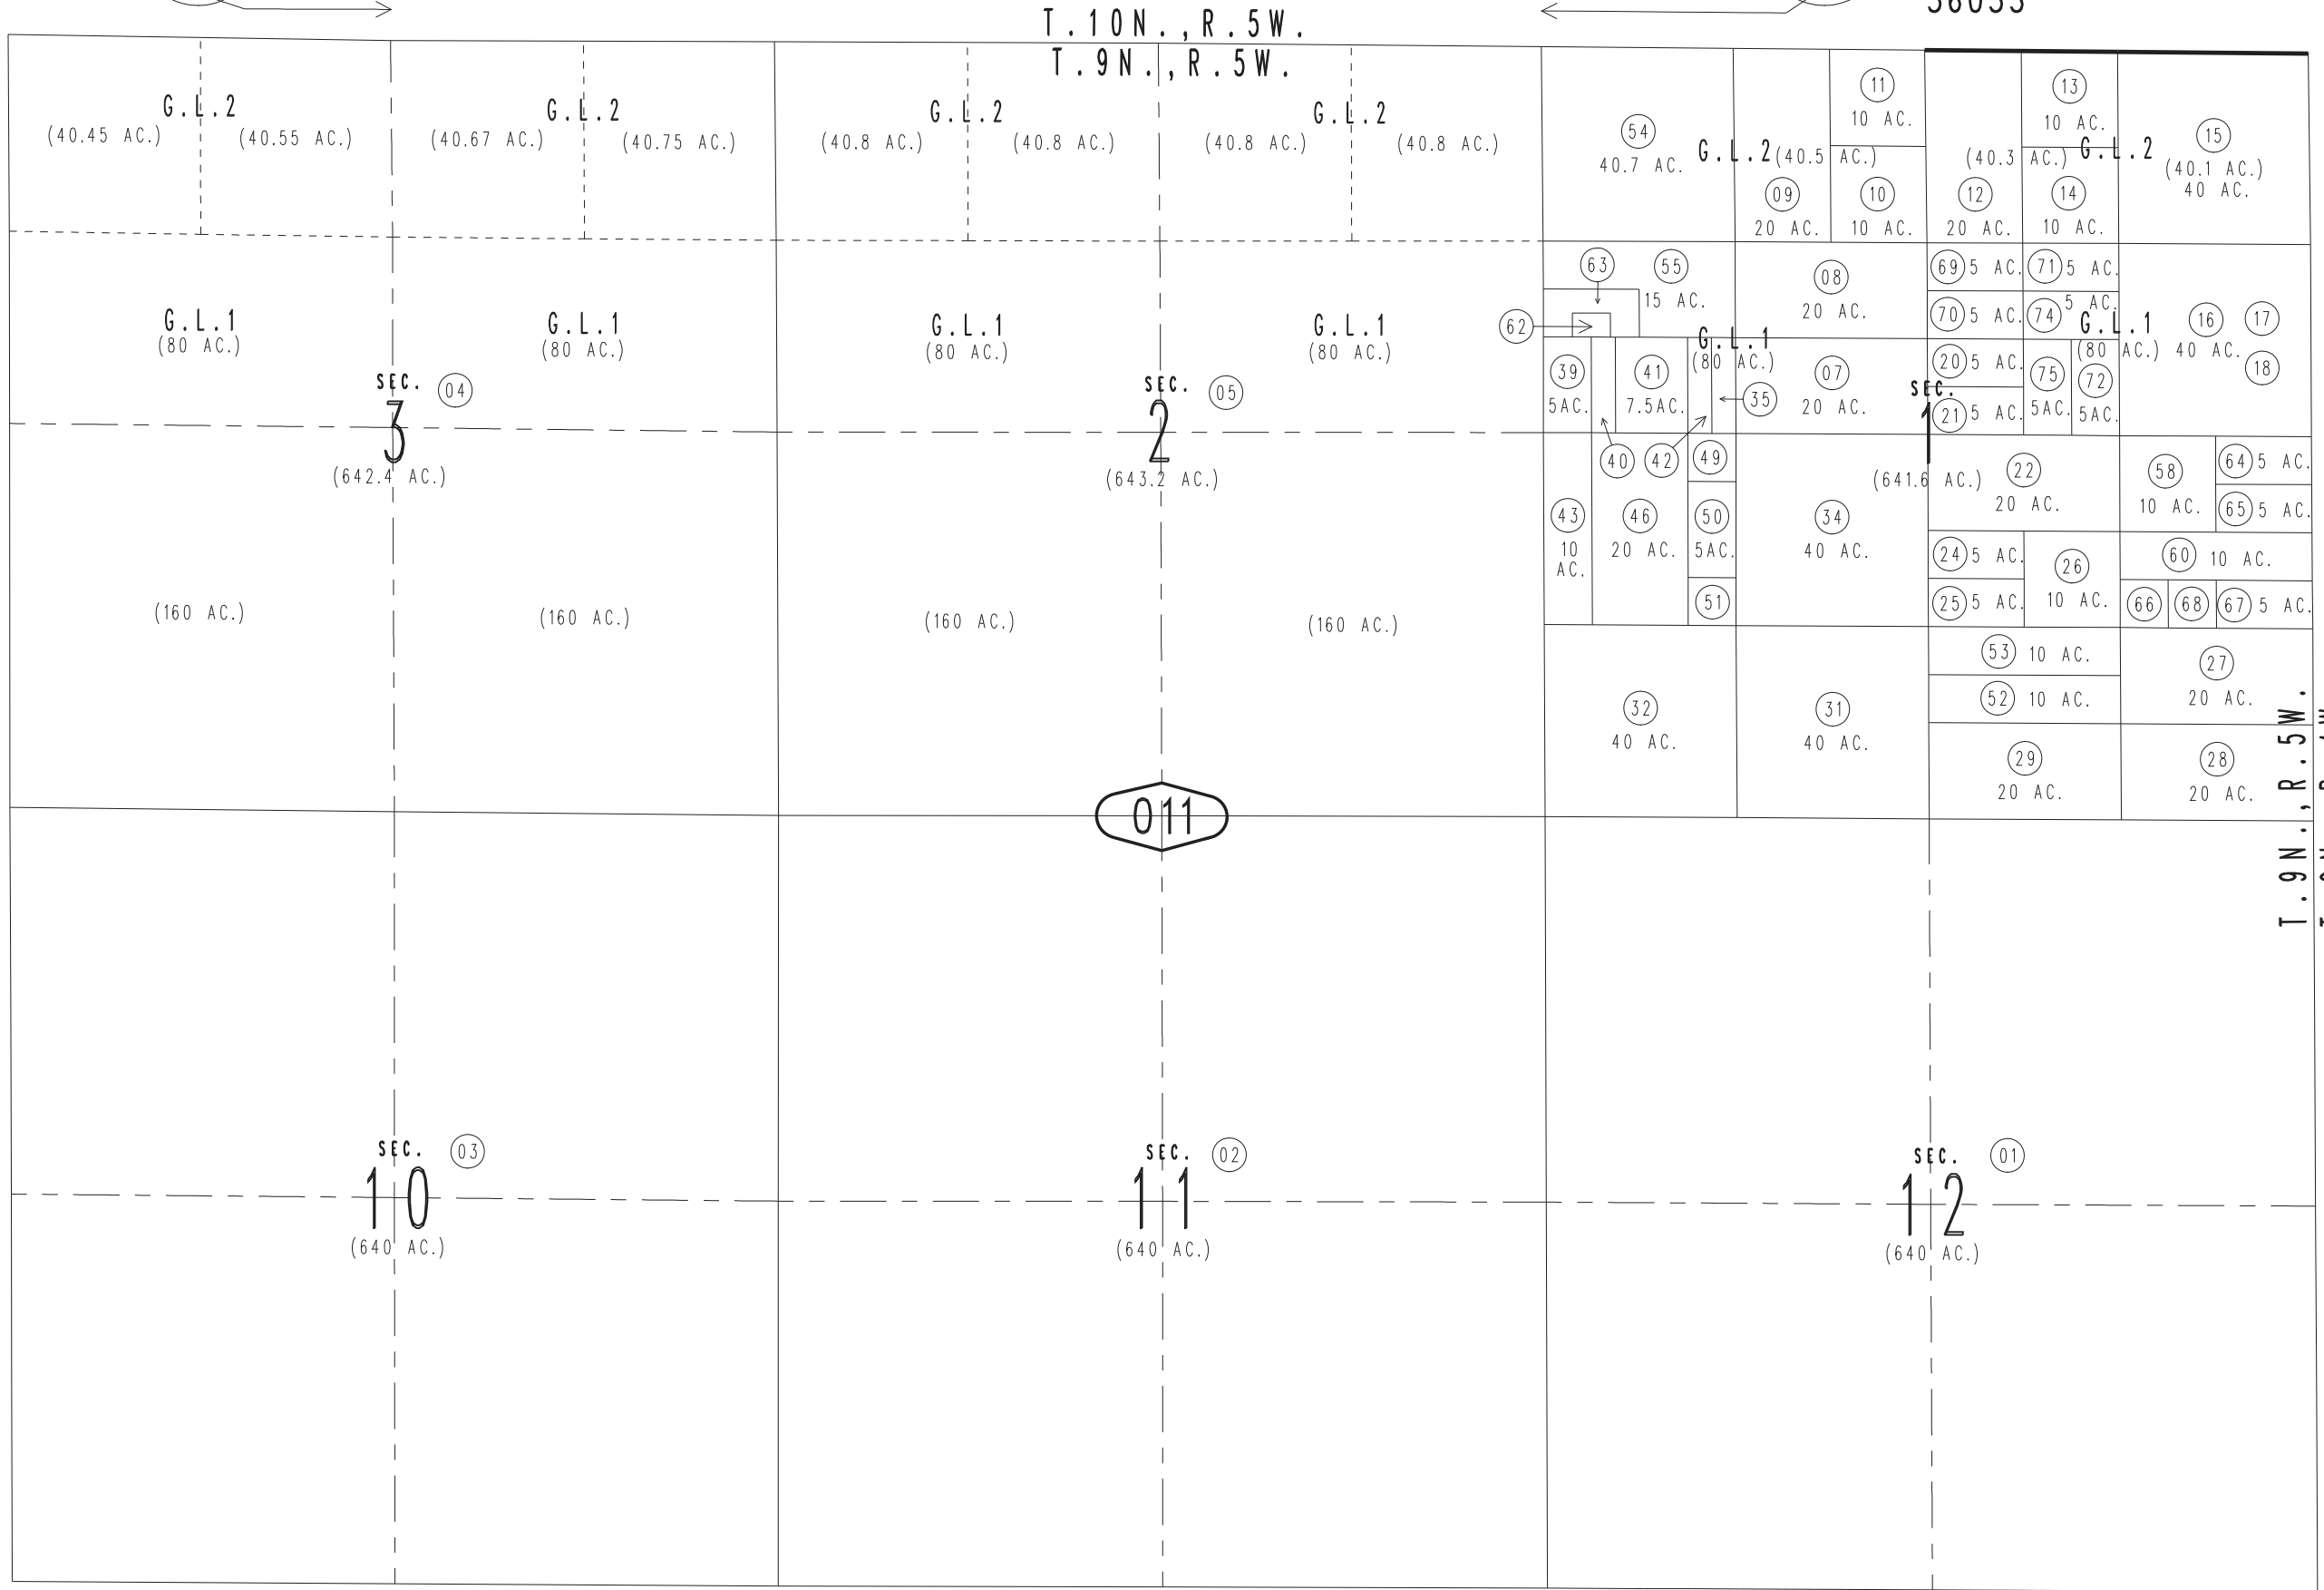 T.10N.,R.5W.
T.9N.,R.5W.
G.L.2
(40.45 AC.) (40.55 AC.)
G.L.2
(40.67 AC.) (40.75 AC.)
G.L.2
(40.8 AC.) (40.8 AC.)
G.L.2
(40.8 AC.) (40.8 AC.)
G.L.1
(80 AC.)
G.L.1
(80 AC.)
G.L.1
(80 AC.)
G.L.1
(80 AC.)
SEC. 04
3
(642.4 AC.)
SEC. 05
2
(643.2 AC.)
(160 AC.)
(160 AC.)
(160 AC.)
(160 AC.)
54
40.7 AC.
G.L.2 (40.5 AC.)
09
20 AC.
11
10 AC.
10
10 AC.
(40.3 AC.) G.L.2
12
20 AC.
13
10 AC.
14
10 AC.
15
(40.1 AC.)
40 AC.
63
55
15 AC.
62
08
20 AC.
69 5 AC.
71 5 AC.
70 5 AC.
74 5 AC.
G.L.1
(80 AC.)
16 17
40 AC.
18
G.L.1
(80 AC.)
39
5AC.
41
7.5AC.
35
07
20 AC.
20 5 AC.
21 5 AC.
75
5AC.
72
5AC.
SEC.
1
(641.6 AC.)
40
42
49
43
10
AC.
46
20 AC.
50
5AC.
51
34
40 AC.
22
20 AC.
58
10 AC.
64 5 AC.
65 5 AC.
24 5 AC.
25 5 AC.
26
10 AC.
60 10 AC.
66
68
67 5 AC.
53 10 AC.
52 10 AC.
27
20 AC.
32
40 AC.
31
40 AC.
29
20 AC.
28
20 AC.
T.9N.,R.5W.
011
SEC. 03
10
(640 AC.)
SEC. 02
11
(640 AC.)
SEC. 01
12
(640 AC.)